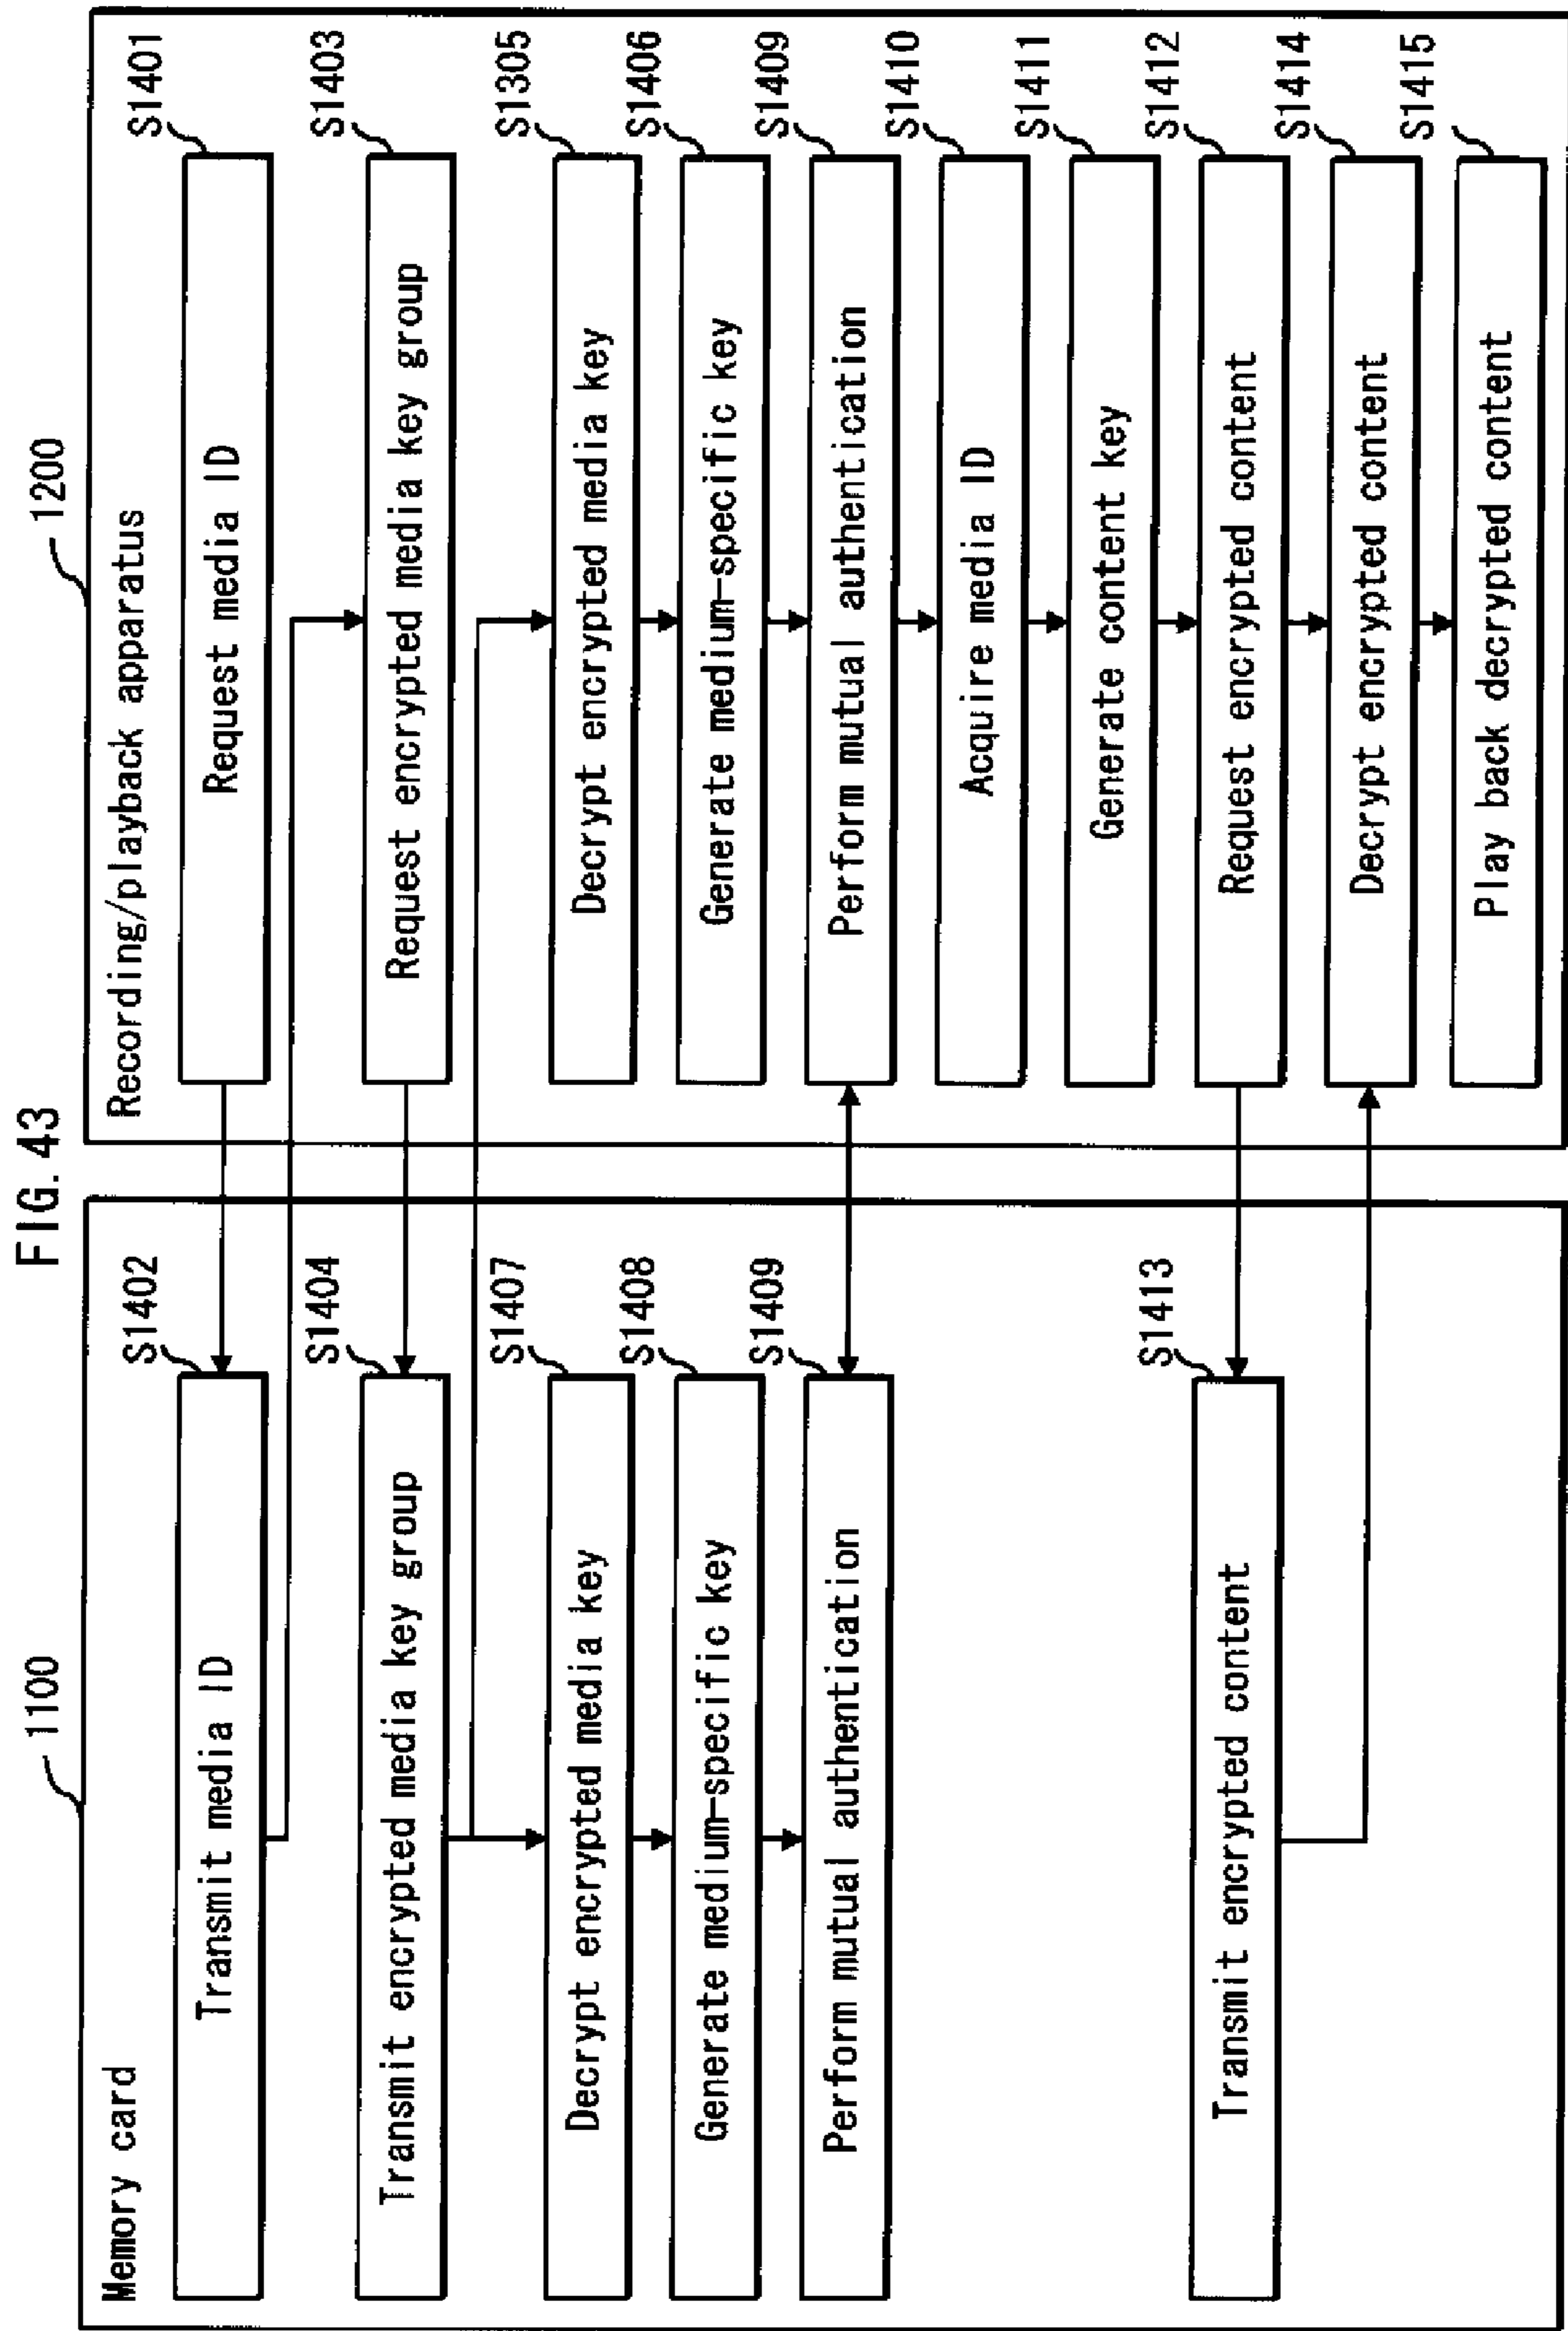 FIG. 43
1100
Memory card
S1402
Transmit media ID
S1404
Transmit encrypted media key group
S1407
Decrypt encrypted media key
S1408
Generate medium-specific key
S1409
Perform mutual authentication
S1413
Transmit encrypted content
1200
Recording/playback apparatus
S1401
Request media ID
S1403
Request encrypted media key group
S1305
Decrypt encrypted media key
S1406
Generate medium-specific key
S1409
Perform mutual authentication
S1410
Acquire media ID
S1411
Generate content key
S1412
Request encrypted content
S1414
Decrypt encrypted content
S1415
Play back decrypted content